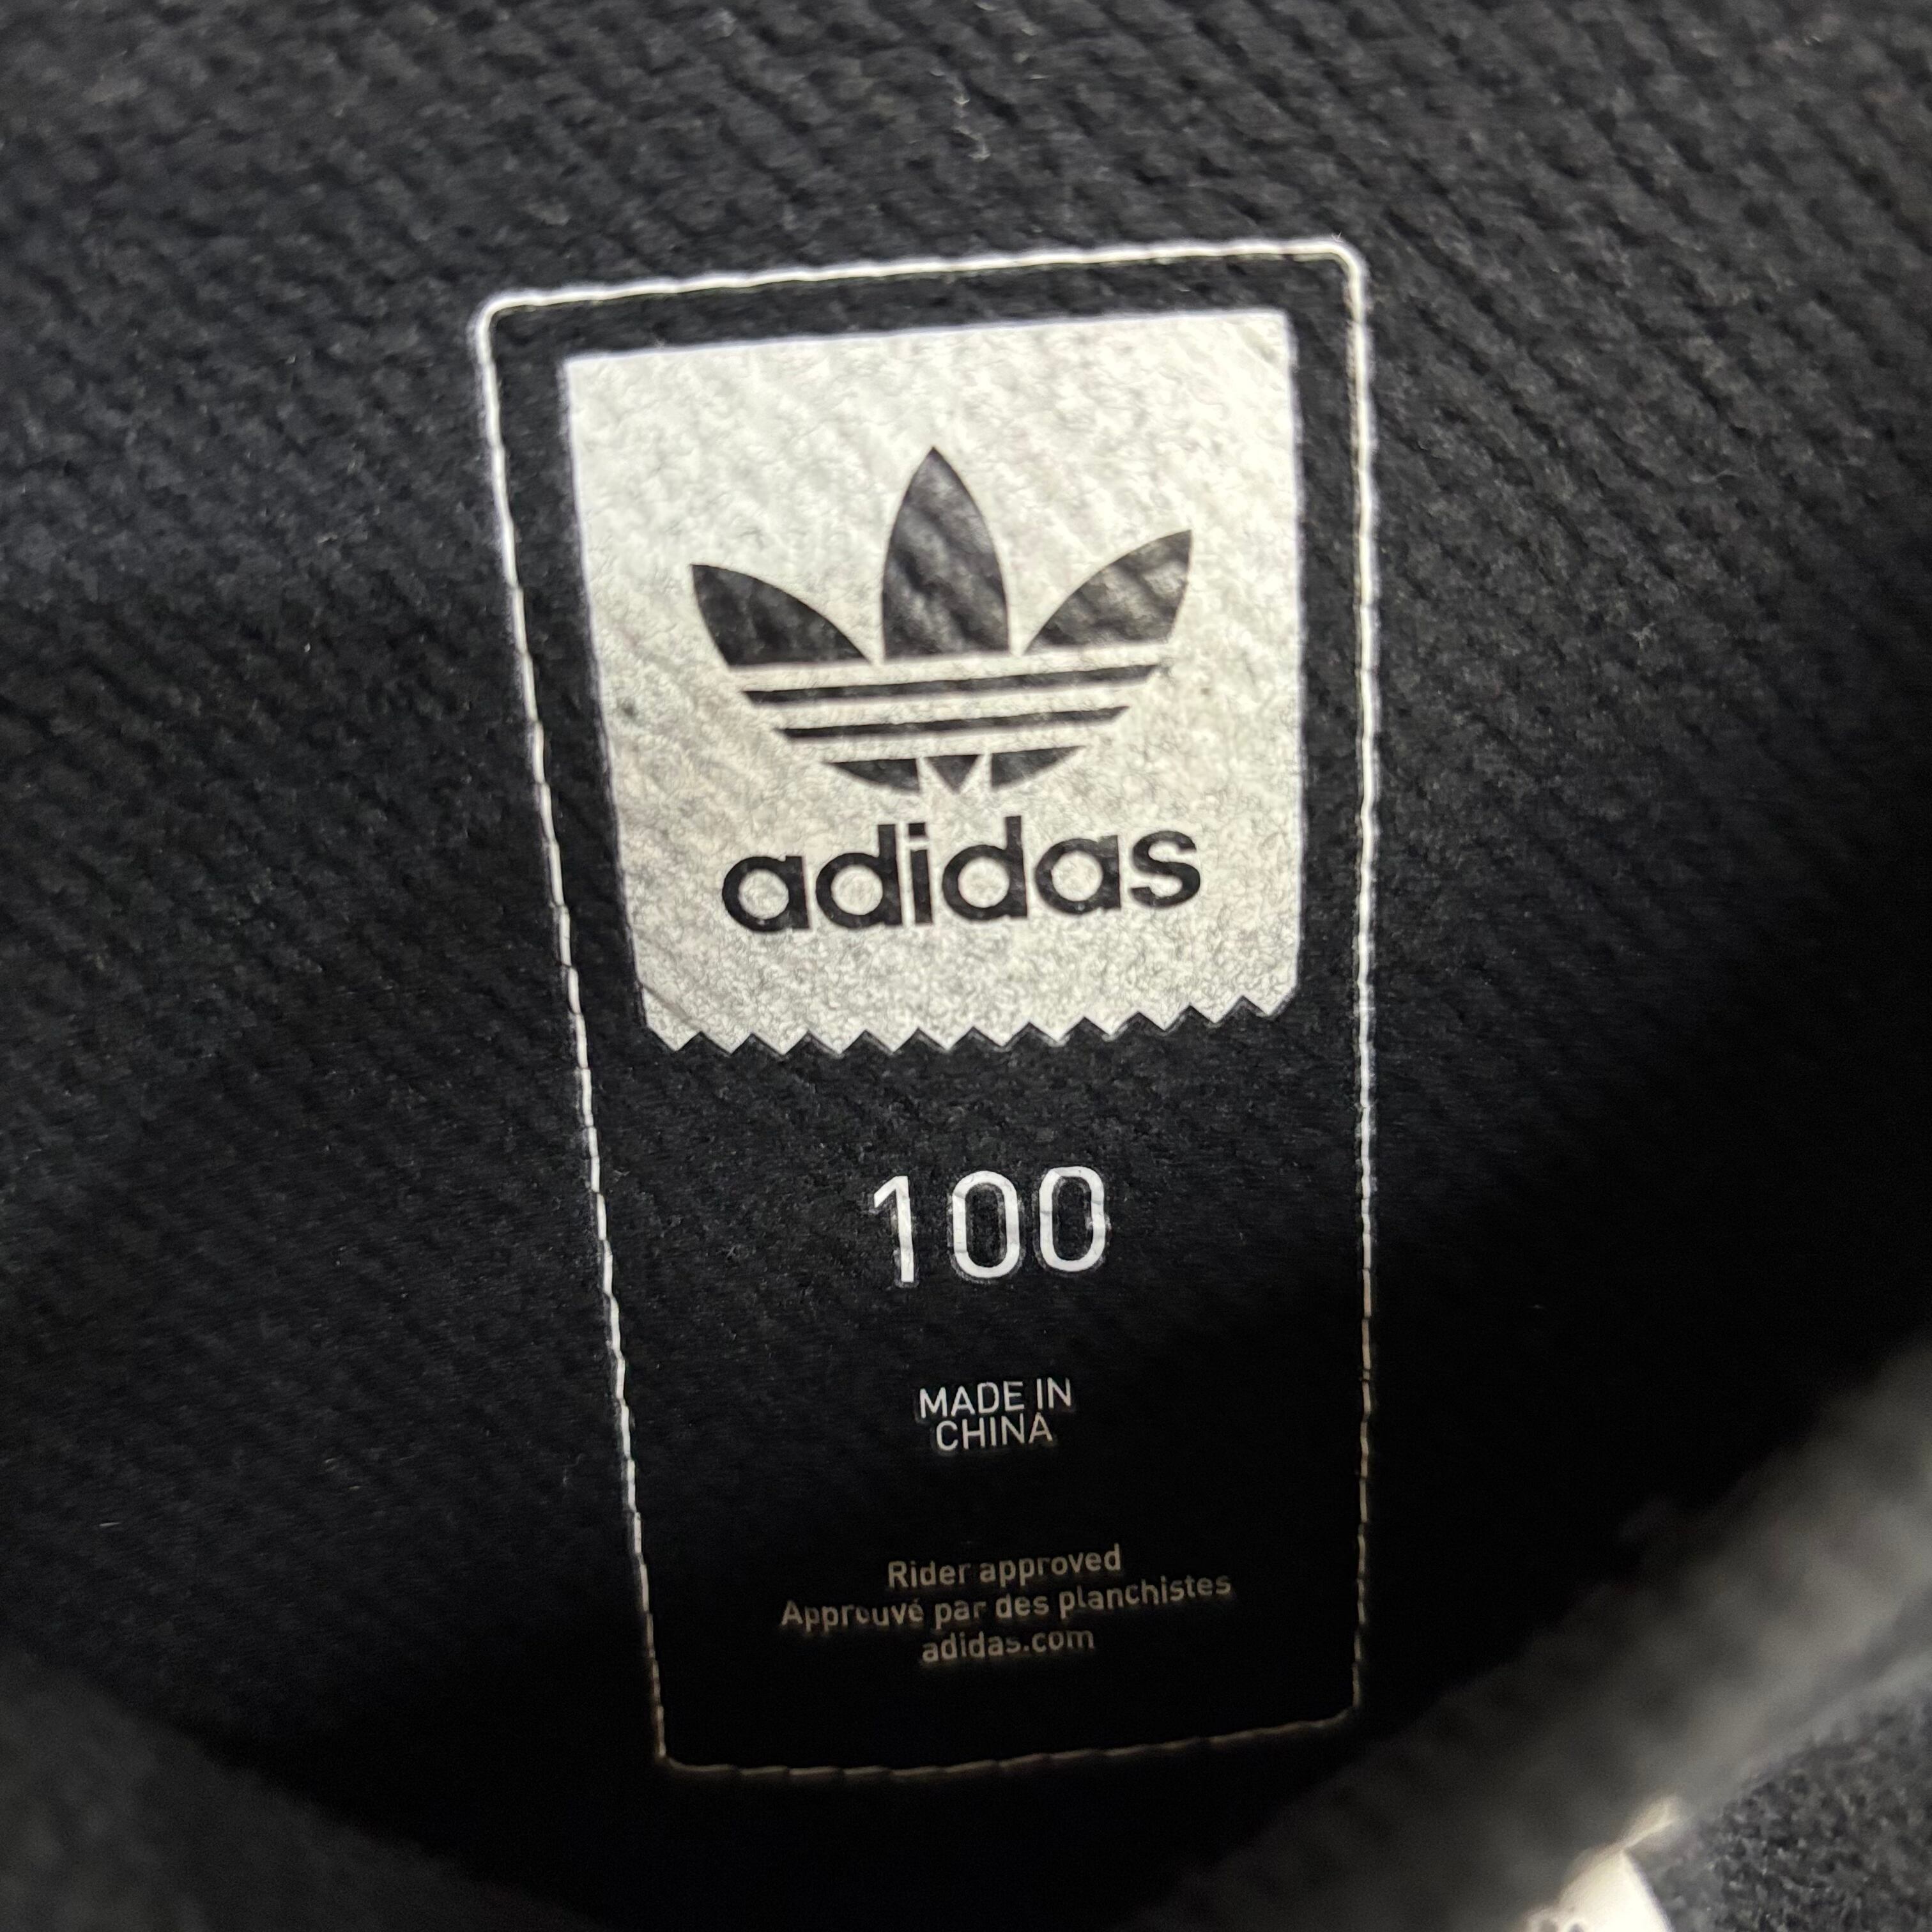 adidas
100
MADE IN
CHINA
Rider approved
Approuvé par des planchistes
adidas.com